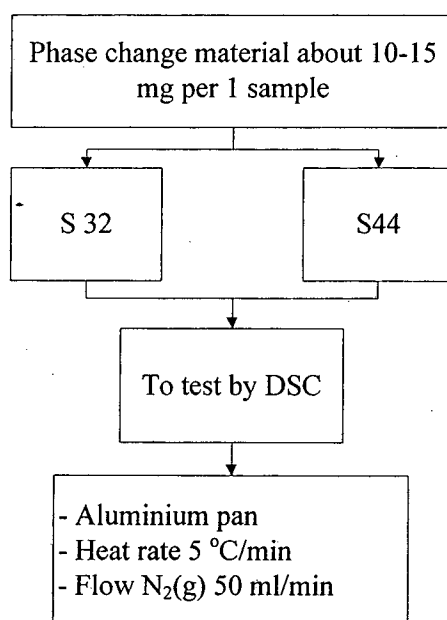 Phase change material about 10-15
mg per 1 sample
S 32
S44
To test by DSC
- Aluminium pan
- Heat rate 5 °C/min
- Flow N₂(g) 50 ml/min